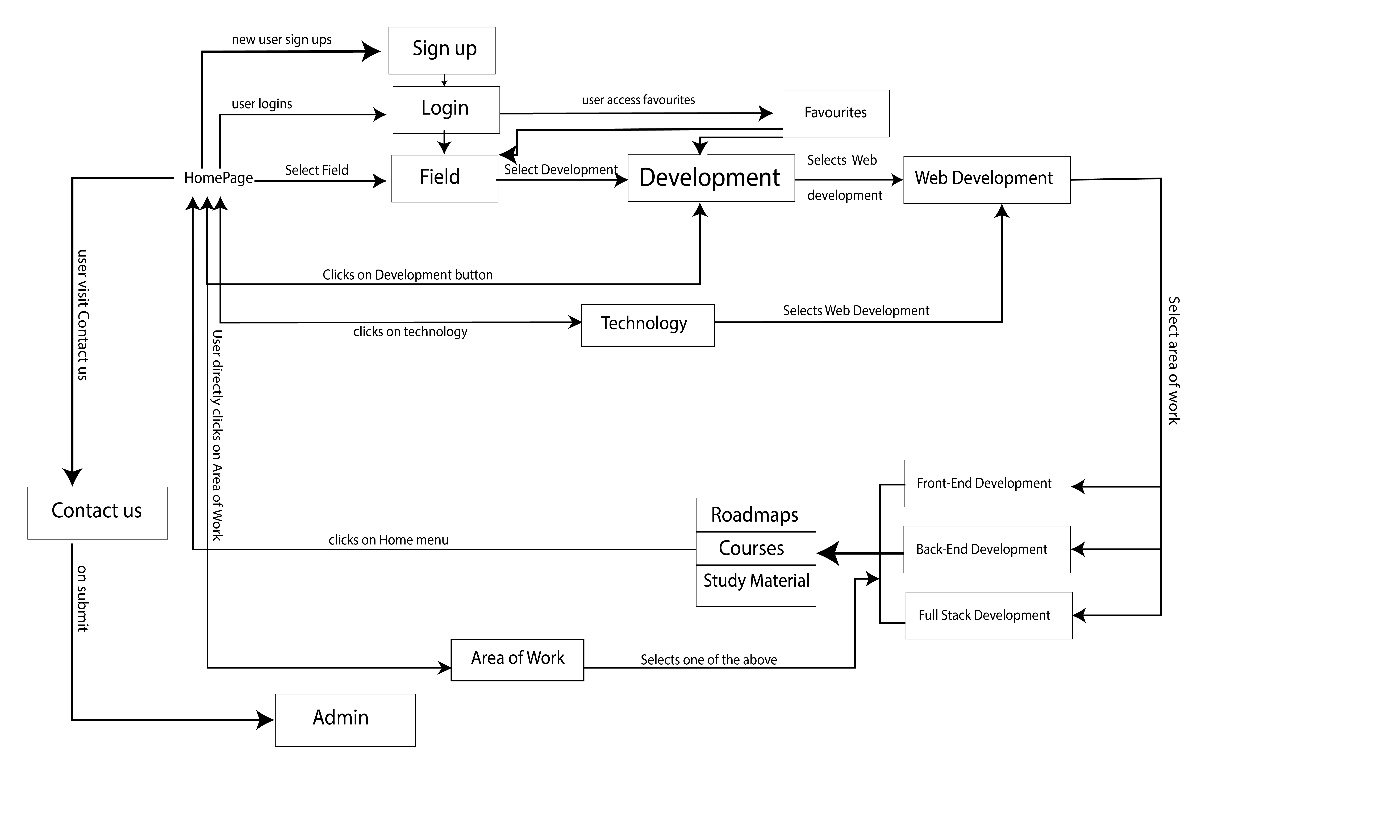 new user sign ups
Sign up
user logins
Login
user access favourites
Favourites
HomePage
Select Field
Field
Select Development
Development
Selects Web
development
Web Development
user visit Contact us
Clicks on Development button
Technology
Selects Web Development
clicks on technology
User directly clicks on Area of Work
Select area of work
Contact us
Front-End Development
Roadmaps
Courses
Study Material
Back-End Development
clicks on Home menu
Full Stack Development
on submit
Area of Work
Selects one of the above
Admin